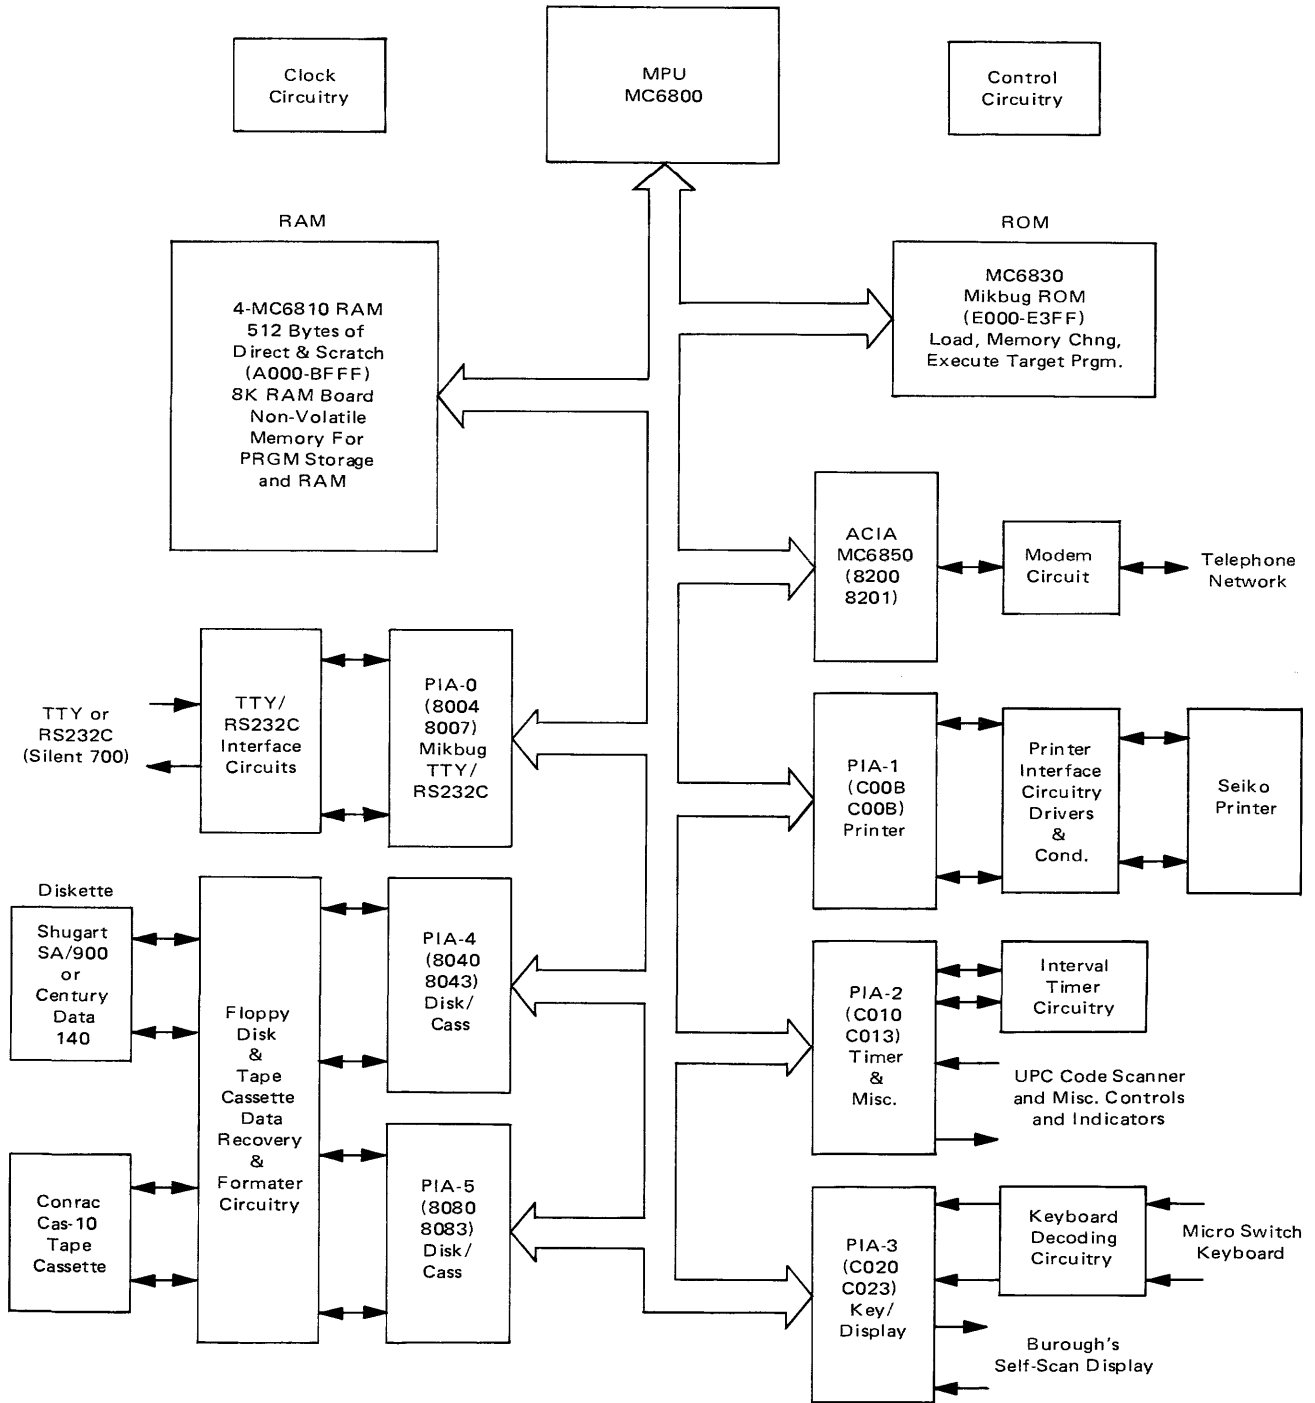 Clock
Circuitry
MPU
MC6800
Control
Circuitry
RAM
4-MC6810 RAM
512 Bytes of
Direct & Scratch
(A000-BFFF)
8K RAM Board
Non-Volatile
Memory For
PRGM Storage
and RAM
ROM
MC6830
Mikbug ROM
(E000-E3FF)
Load, Memory Chng,
Execute Target Prgm.
ACIA
MC6850
(8200
8201)
Modem
Circuit
Telephone
Network
TTY or
RS232C
(Silent 700)
TTY/
RS232C
Interface
Circuits
PIA-0
(8004
8007)
Mikbug
TTY/
RS232C
PIA-1
(C00B
C00B)
Printer
Printer
Interface
Circuitry
Drivers
&
Cond.
Seiko
Printer
Diskette
Shugart
SA/900
or
Century
Data
140
Floppy
Disk
&
Tape
Cassette
Data
Recovery
&
Formater
Circuitry
PIA-4
(8040
8043)
Disk/
Cass
PIA-2
(C010
C013)
Timer
&
Misc.
Interval
Timer
Circuitry
UPC Code Scanner
and Misc. Controls
and Indicators
Conrac
Cas-10
Tape
Cassette
PIA-5
(8080
8083)
Disk/
Cass
PIA-3
(C020
C023)
Key/
Display
Keyboard
Decoding
Circuitry
Micro Switch
Keyboard
Burough's
Self-Scan Display